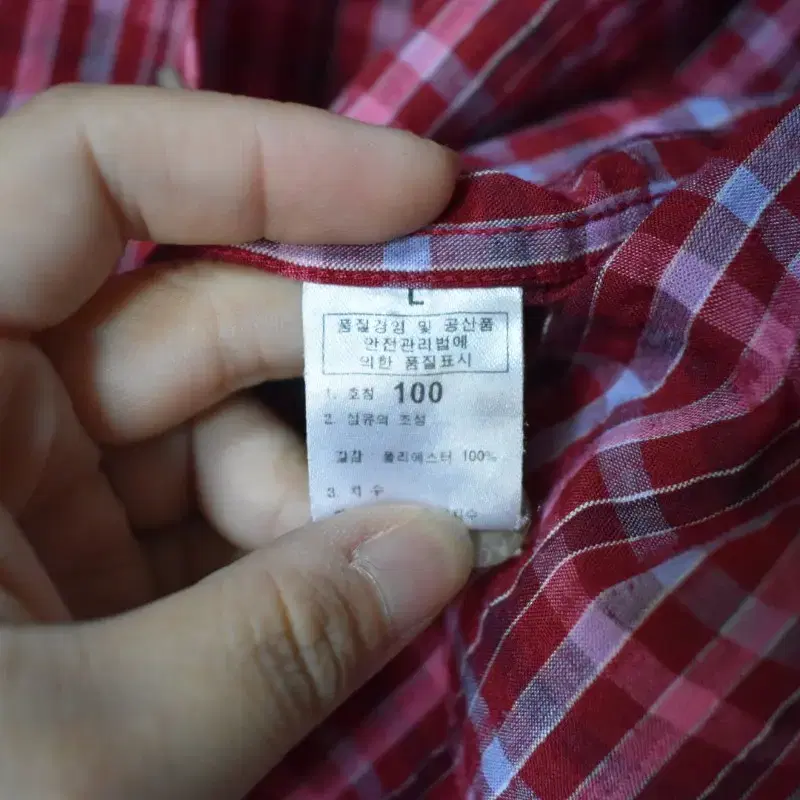 L
품질경영 및 공산품
안전관리법에
의한 품질표시
1. 호칭 100
2. 섬유의 조성
겉감 폴리에스터 100%
3. 치수